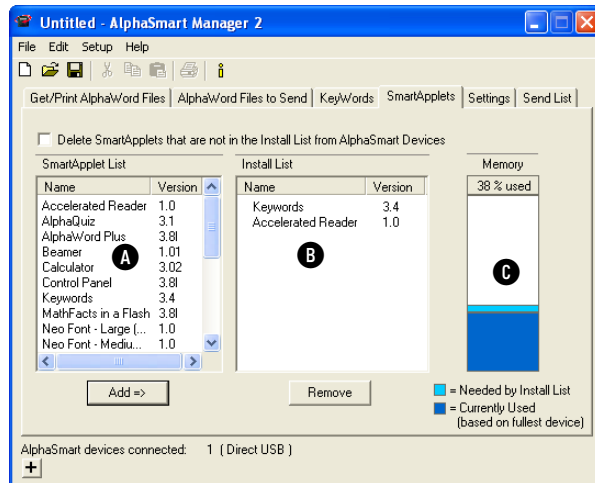 Untitled - AlphaSmart Manager 2
File Edit Setup Help
Get/Print AlphaWord Files AlphaWord Files to Send KeyWords SmartApplets Settings Send List
Delete SmartApplets that are not in the Install List from AlphaSmart Devices
SmartApplet List Install List Memory
Name Version Name Version 38 % used
Accelerated Reader 1.0 Keywords 3.4
AlphaQuiz 3.1 Accelerated Reader 1.0
AlphaWord Plus 3.8I
Beamer 1.01
A B C
Calculator 3.02
Control Panel 3.8I
Keywords 3.4
MathFacts in a Flash 3.8I
Neo Font - Large (... 1.0
Neo Font - Mediu... 1.0
Add => Remove
= Needed by Install List
= Currently Used
(based on fullest device)
AlphaSmart devices connected: 1 ( Direct USB )
+